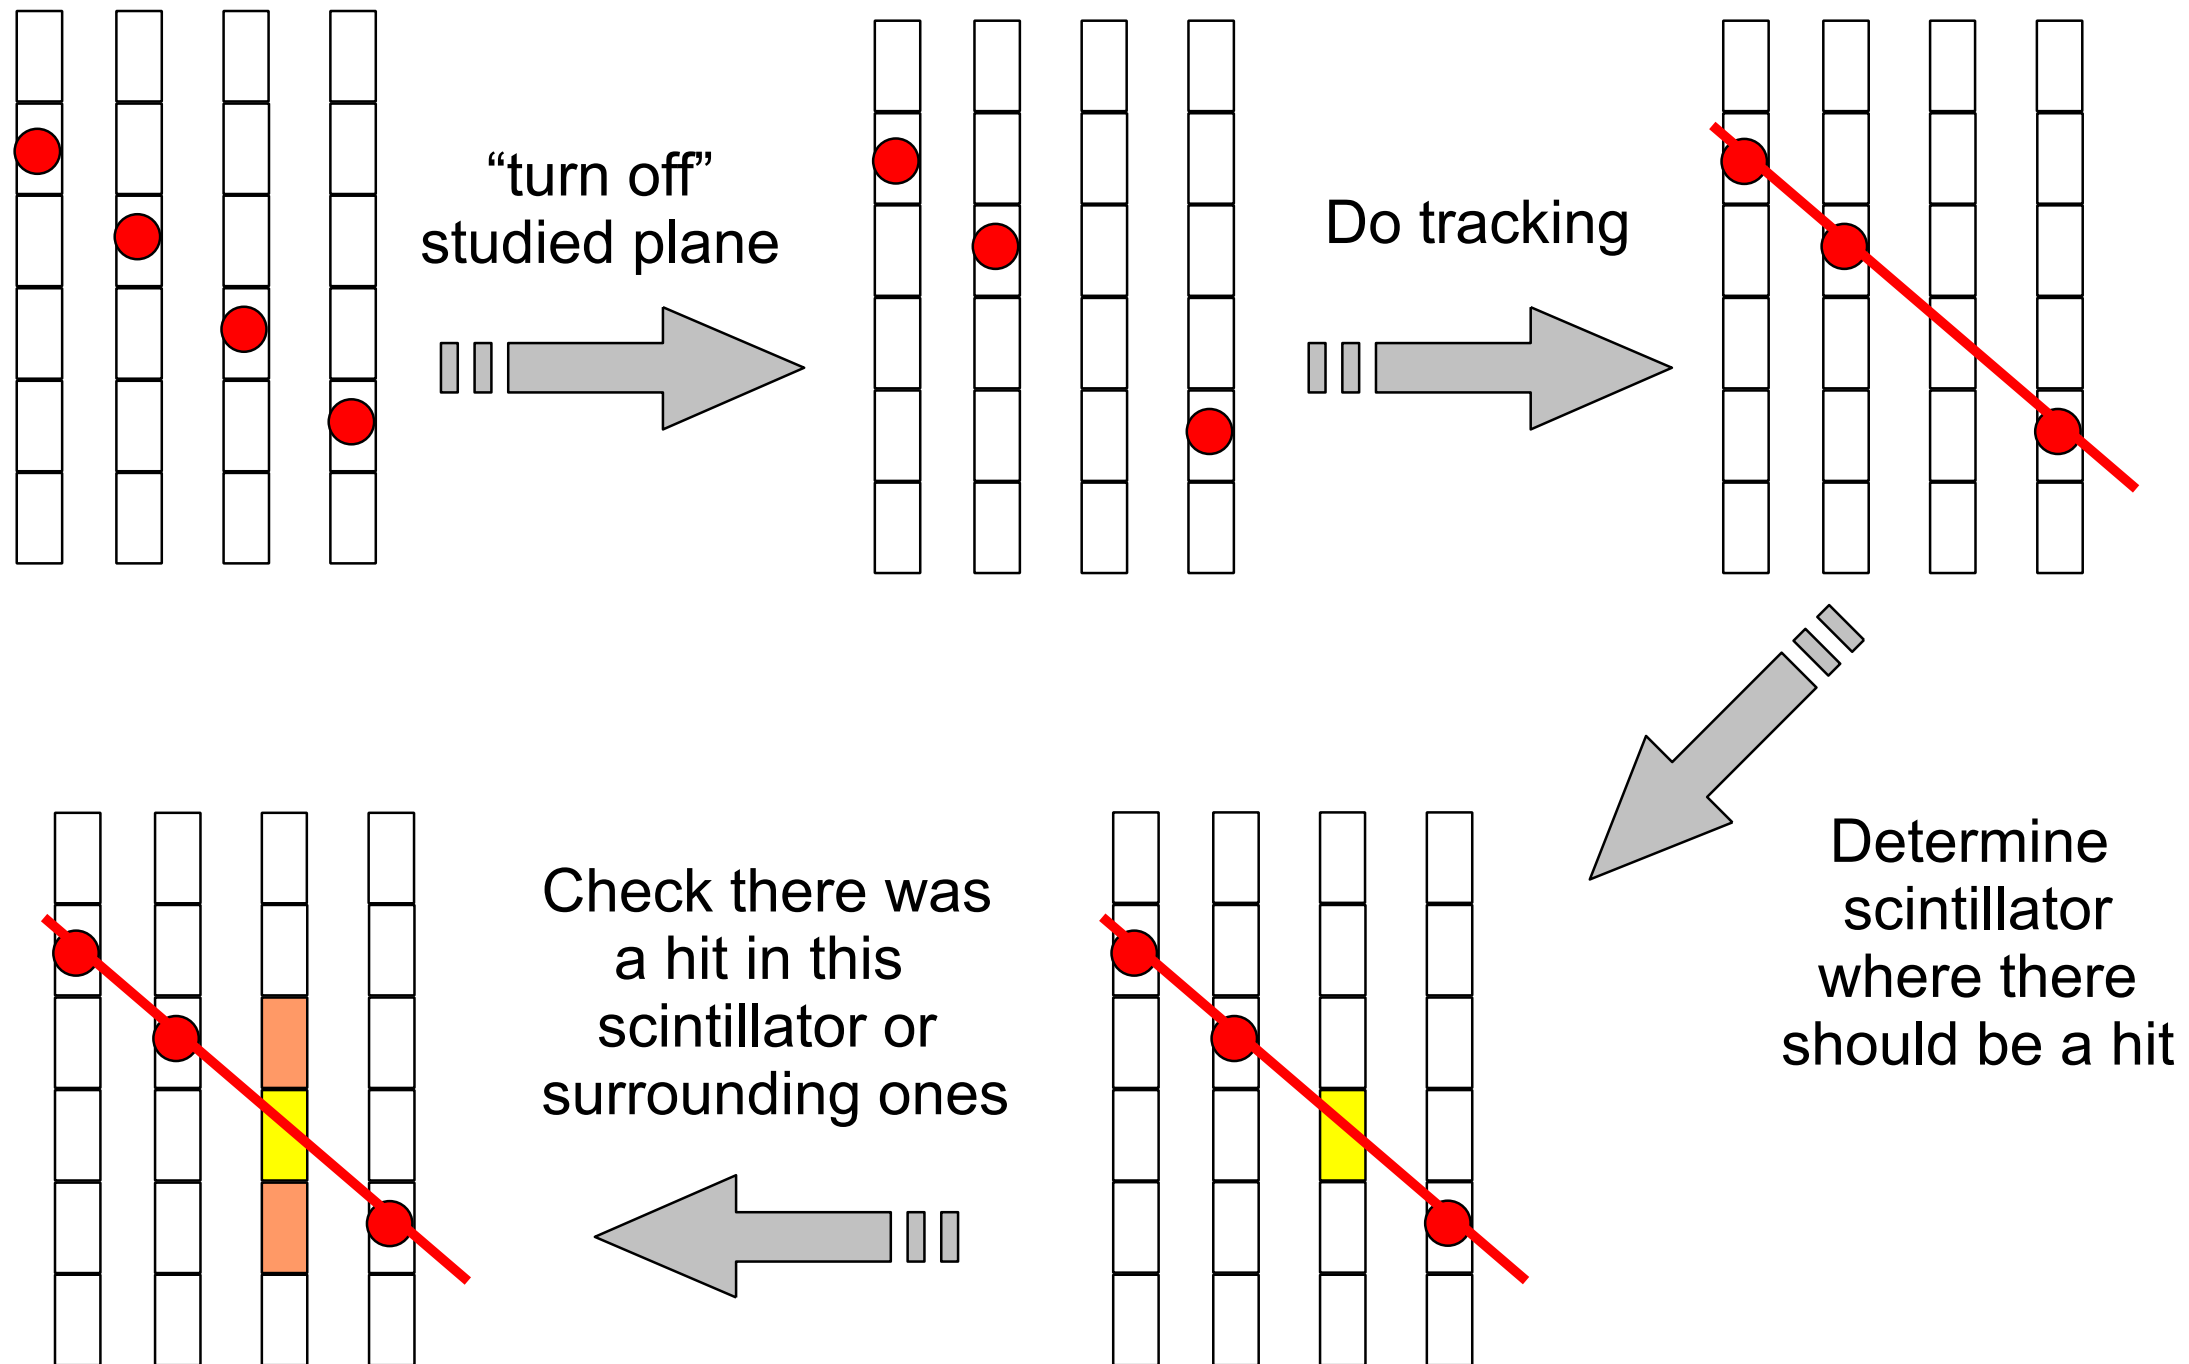 “turn off”
studied plane
Do tracking
Determine
scintillator
where there
should be a hit
Check there was
a hit in this
scintillator or
surrounding ones